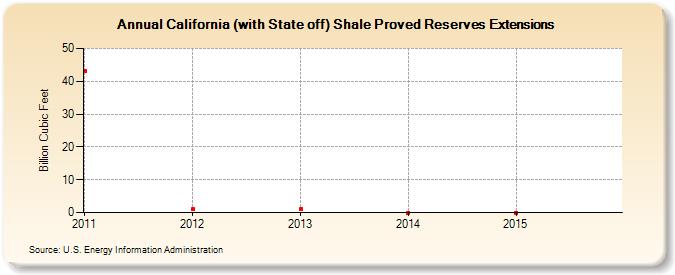 Annual California (with State off) Shale Proved Reserves Extensions
Billion Cubic Feet
50
40
30
20
10
0
2011 2012 2013 2014 2015
Source: U.S. Energy Information Administration